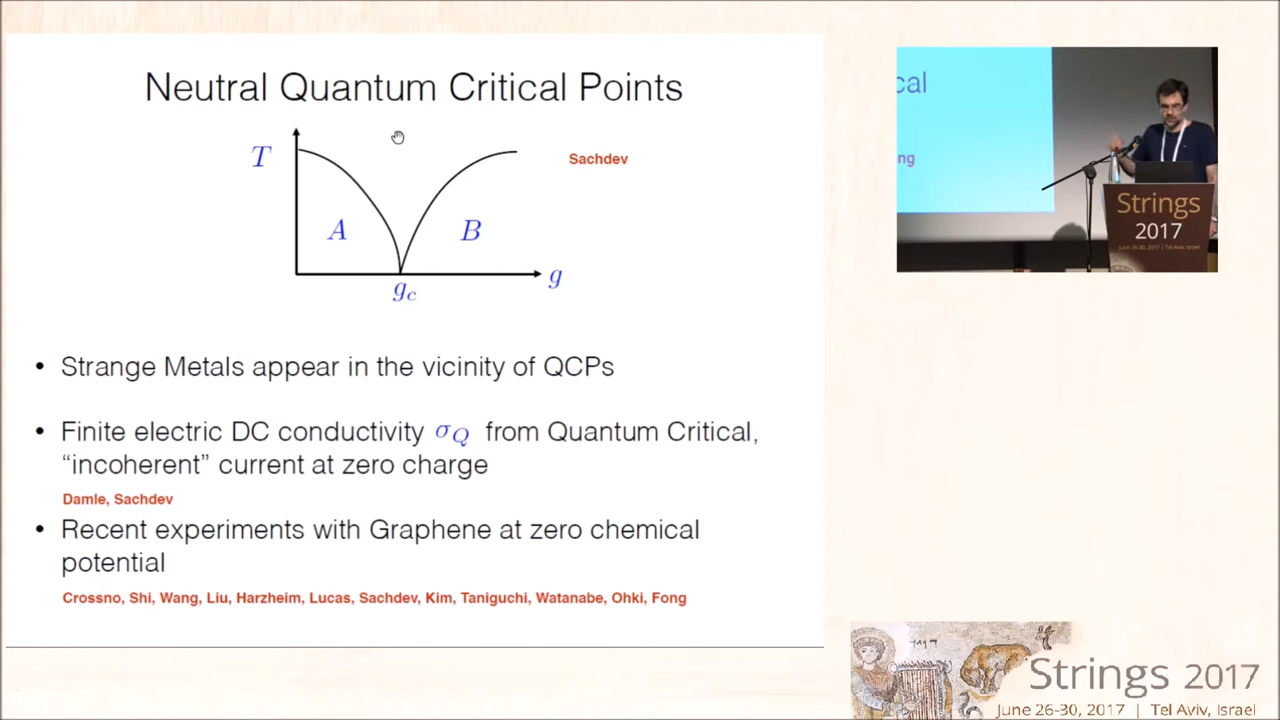 Neutral Quantum Critical Points
T
Sachdev
A
B
g
g_c
• Strange Metals appear in the vicinity of QCPs
• Finite electric DC conductivity σ_Q from Quantum Critical,
“incoherent” current at zero charge
Damle, Sachdev
• Recent experiments with Graphene at zero chemical
potential
Crossno, Shi, Wang, Liu, Harzheim, Lucas, Sachdev, Kim, Taniguchi, Watanabe, Ohki, Fong
cal
ng
Strings
2017
June 26-30, 2017 | Tel Aviv, Israel
Strings 2017
June 26-30, 2017 | Tel Aviv, Israel